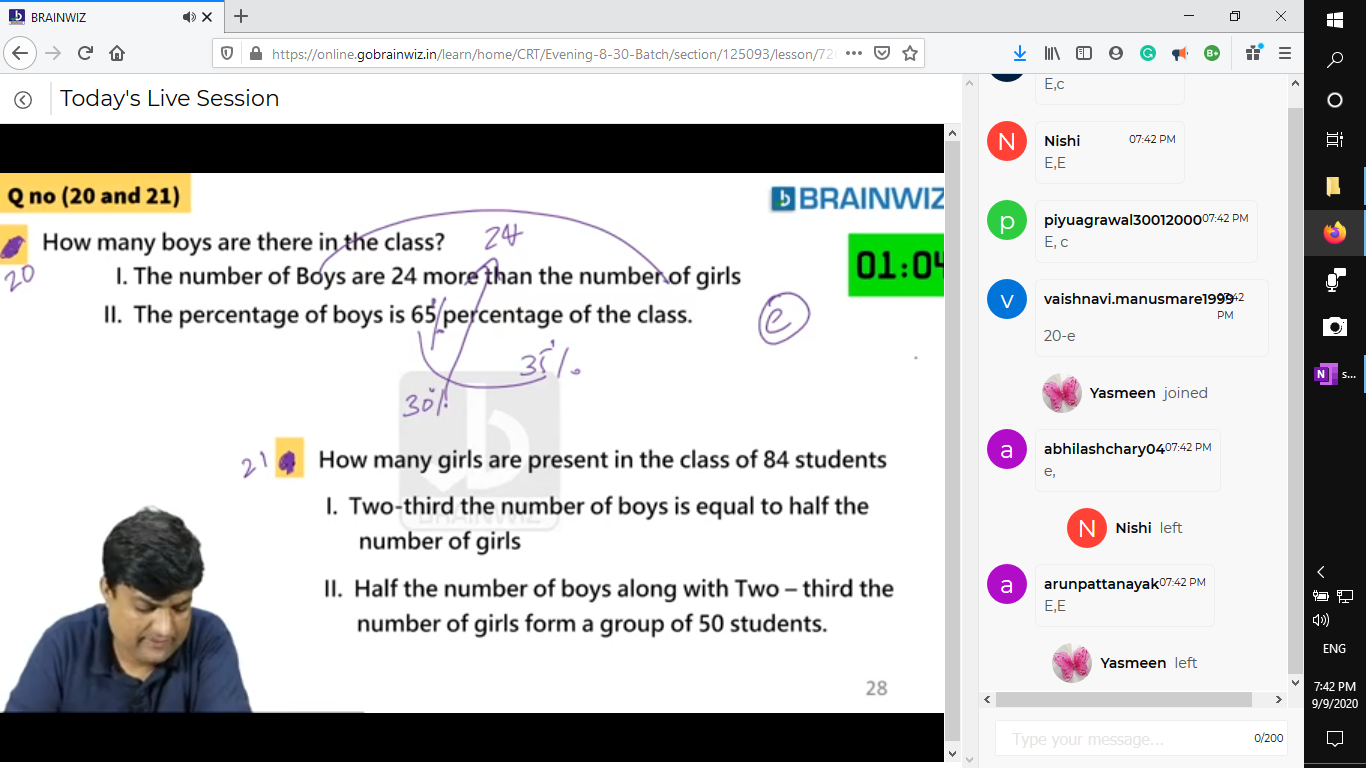 BRAINWIZ
https://online.gobrainwiz.in/learn/home/CRT/Evening-8-30-Batch/section/125093/lesson/72
Today's Live Session
Q no (20 and 21)
BRAINWIZ
20
How many boys are there in the class?
24
I. The number of Boys are 24 more than the number of girls
01:04
II. The percentage of boys is 65 percentage of the class.
e
35%
30%
BRAINWIZ
21
How many girls are present in the class of 84 students
I. Two-third the number of boys is equal to half the
number of girls
II. Half the number of boys along with Two – third the
number of girls form a group of 50 students.
28
E,c
N
Nishi 07:42 PM
E,E
p
piyuagrawal30012000 07:42 PM
E, c
v
vaishnavi.manusmare1999 07:42
PM
20-e
Yasmeen joined
a
abhilashchary04 07:42 PM
e,
N
Nishi left
a
arunpattanayak 07:42 PM
E,E
Yasmeen left
Type your message...
0/200
N s...
ENG
7:42 PM
9/9/2020